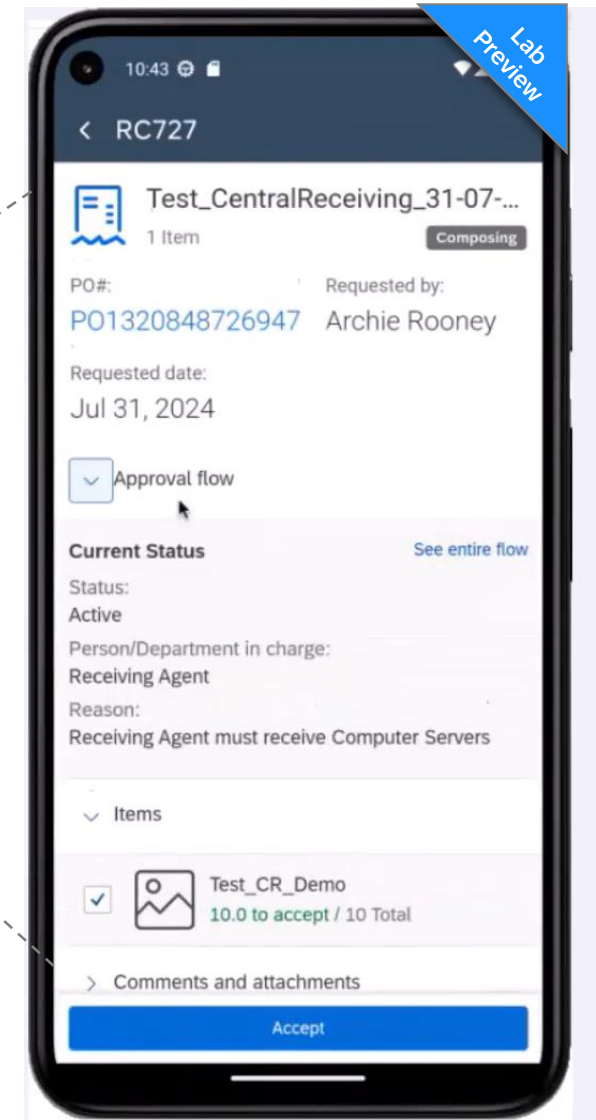 Lab
Preview
10:43
RC727
Test_CentralReceiving_31-07-...
1 Item
Composing
PO#:
Requested by:
PO1320848726947
Archie Rooney
Requested date:
Jul 31, 2024
Approval flow
Current Status
See entire flow
Status:
Active
Person/Department in charge:
Receiving Agent
Reason:
Receiving Agent must receive Computer Servers
Items
Test_CR_Demo
10.0 to accept / 10 Total
Comments and attachments
Accept